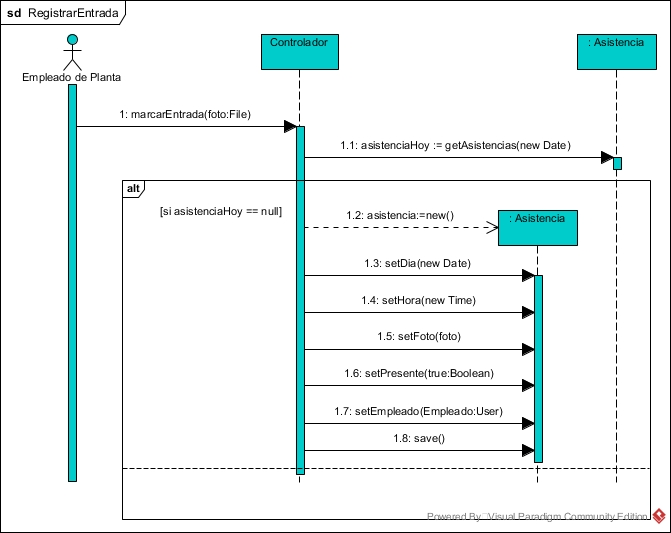 sd RegistrarEntrada
Controlador
: Asistencia
Empleado de Planta
1: marcarEntrada(foto:File)
1.1: asistenciaHoy := getAsistencias(new Date)
alt
[si asistenciaHoy == null]
1.2: asistencia:=new()
: Asistencia
1.3: setDia(new Date)
1.4: setHora(new Time)
1.5: setFoto(foto)
1.6: setPresente(true:Boolean)
1.7: setEmpleado(Empleado:User)
1.8: save()
Powered By Visual Paradigm Community Edition